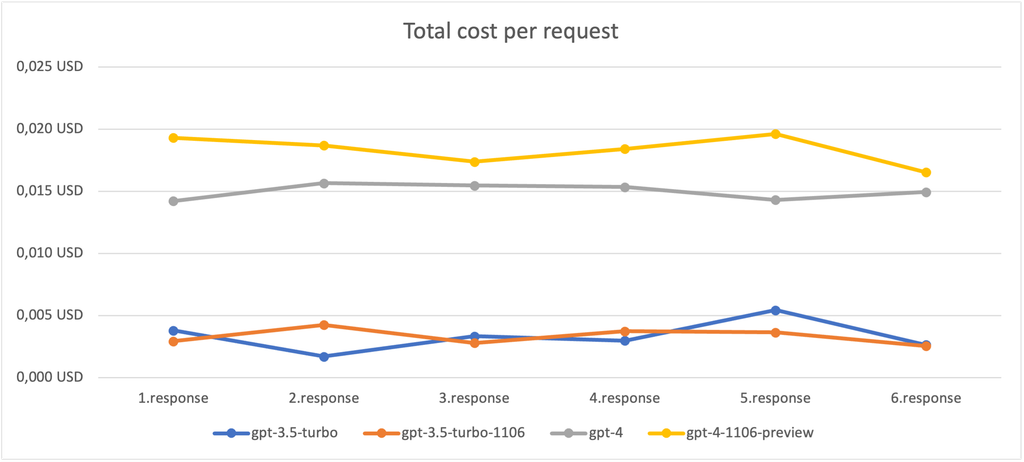 Total cost per request
0,025 USD
0,020 USD
0,015 USD
0,010 USD
0,005 USD
0,000 USD
1.response 2.response 3.response 4.response 5.response 6.response
gpt-3.5-turbo gpt-3.5-turbo-1106 gpt-4 gpt-4-1106-preview